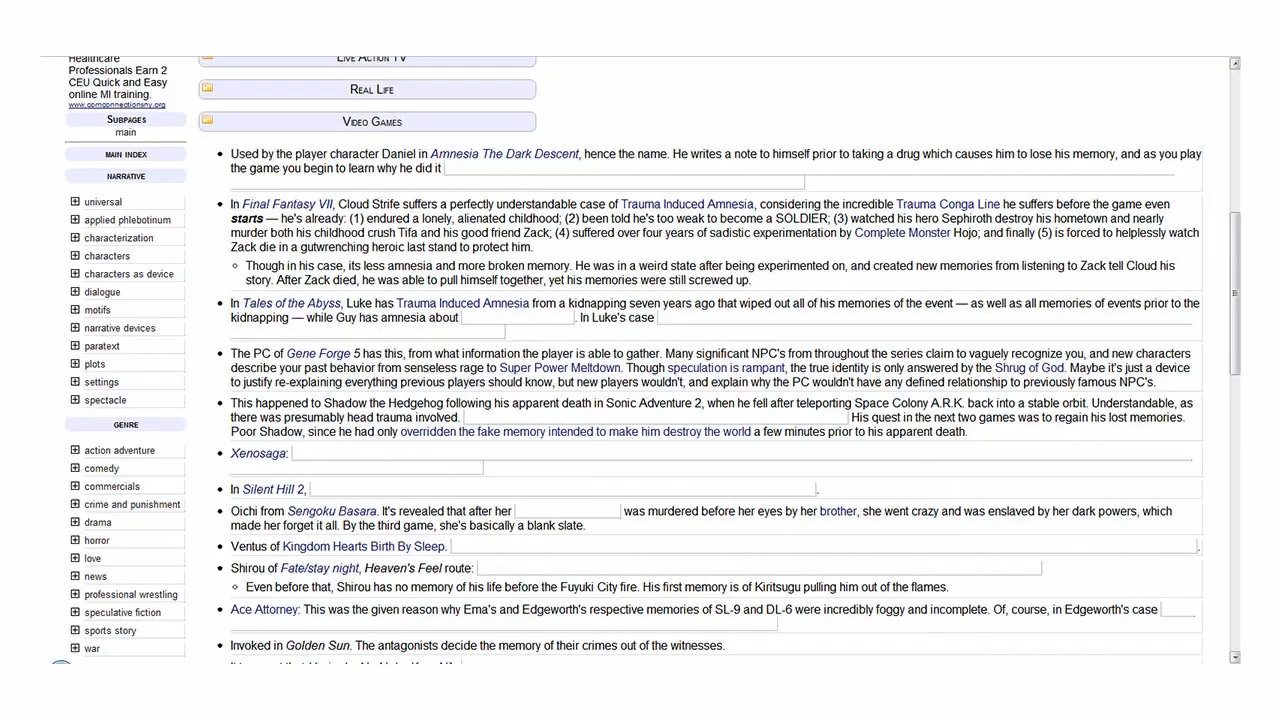 Healthcare
Professionals Earn 2
CEU Quick and Easy
online MI training.
www.comconnectionsny.org
SUBPAGES
main
MAIN INDEX
NARRATIVE
universal
applied phlebotinum
characterization
characters
characters as device
dialogue
motifs
narrative devices
paratext
plots
settings
spectacle
GENRE
action adventure
comedy
commercials
crime and punishment
drama
horror
love
news
professional wrestling
speculative fiction
sports story
war
LIVE ACTION TV
REAL LIFE
VIDEO GAMES
Used by the player character Daniel in Amnesia The Dark Descent, hence the name. He writes a note to himself prior to taking a drug which causes him to lose his memory, and as you play
the game you begin to learn why he did it
In Final Fantasy VII, Cloud Strife suffers a perfectly understandable case of Trauma Induced Amnesia, considering the incredible Trauma Conga Line he suffers before the game even
starts — he's already: (1) endured a lonely, alienated childhood; (2) been told he's too weak to become a SOLDIER; (3) watched his hero Sephiroth destroy his hometown and nearly
murder both his childhood crush Tifa and his good friend Zack; (4) suffered over four years of sadistic experimentation by Complete Monster Hojo; and finally (5) is forced to helplessly watch
Zack die in a gutwrenching heroic last stand to protect him.
Though in his case, its less amnesia and more broken memory. He was in a weird state after being experimented on, and created new memories from listening to Zack tell Cloud his
story. After Zack died, he was able to pull himself together, yet his memories were still screwed up.
In Tales of the Abyss, Luke has Trauma Induced Amnesia from a kidnapping seven years ago that wiped out all of his memories of the event — as well as all memories of events prior to the
kidnapping — while Guy has amnesia about . In Luke's case
The PC of Gene Forge 5 has this, from what information the player is able to gather. Many significant NPC's from throughout the series claim to vaguely recognize you, and new characters
describe your past behavior from senseless rage to Super Power Meltdown. Though speculation is rampant, the true identity is only answered by the Shrug of God. Maybe it's just a device
to justify re-explaining everything previous players should know, but new players wouldn't, and explain why the PC wouldn't have any defined relationship to previously famous NPC's.
This happened to Shadow the Hedgehog following his apparent death in Sonic Adventure 2, when he fell after teleporting Space Colony A.R.K. back into a stable orbit. Understandable, as
there was presumably head trauma involved. His quest in the next two games was to regain his lost memories.
Poor Shadow, since he had only overridden the fake memory intended to make him destroy the world a few minutes prior to his apparent death.
Xenosaga:
In Silent Hill 2, .
Oichi from Sengoku Basara. It's revealed that after her was murdered before her eyes by her brother, she went crazy and was enslaved by her dark powers, which
made her forget it all. By the third game, she's basically a blank slate.
Ventus of Kingdom Hearts Birth By Sleep. .
Shirou of Fate/stay night, Heaven's Feel route:
Even before that, Shirou has no memory of his life before the Fuyuki City fire. His first memory is of Kiritsugu pulling him out of the flames.
Ace Attorney: This was the given reason why Ema's and Edgeworth's respective memories of SL-9 and DL-6 were incredibly foggy and incomplete. Of, course, in Edgeworth's case
Invoked in Golden Sun. The antagonists decide the memory of their crimes out of the witnesses.